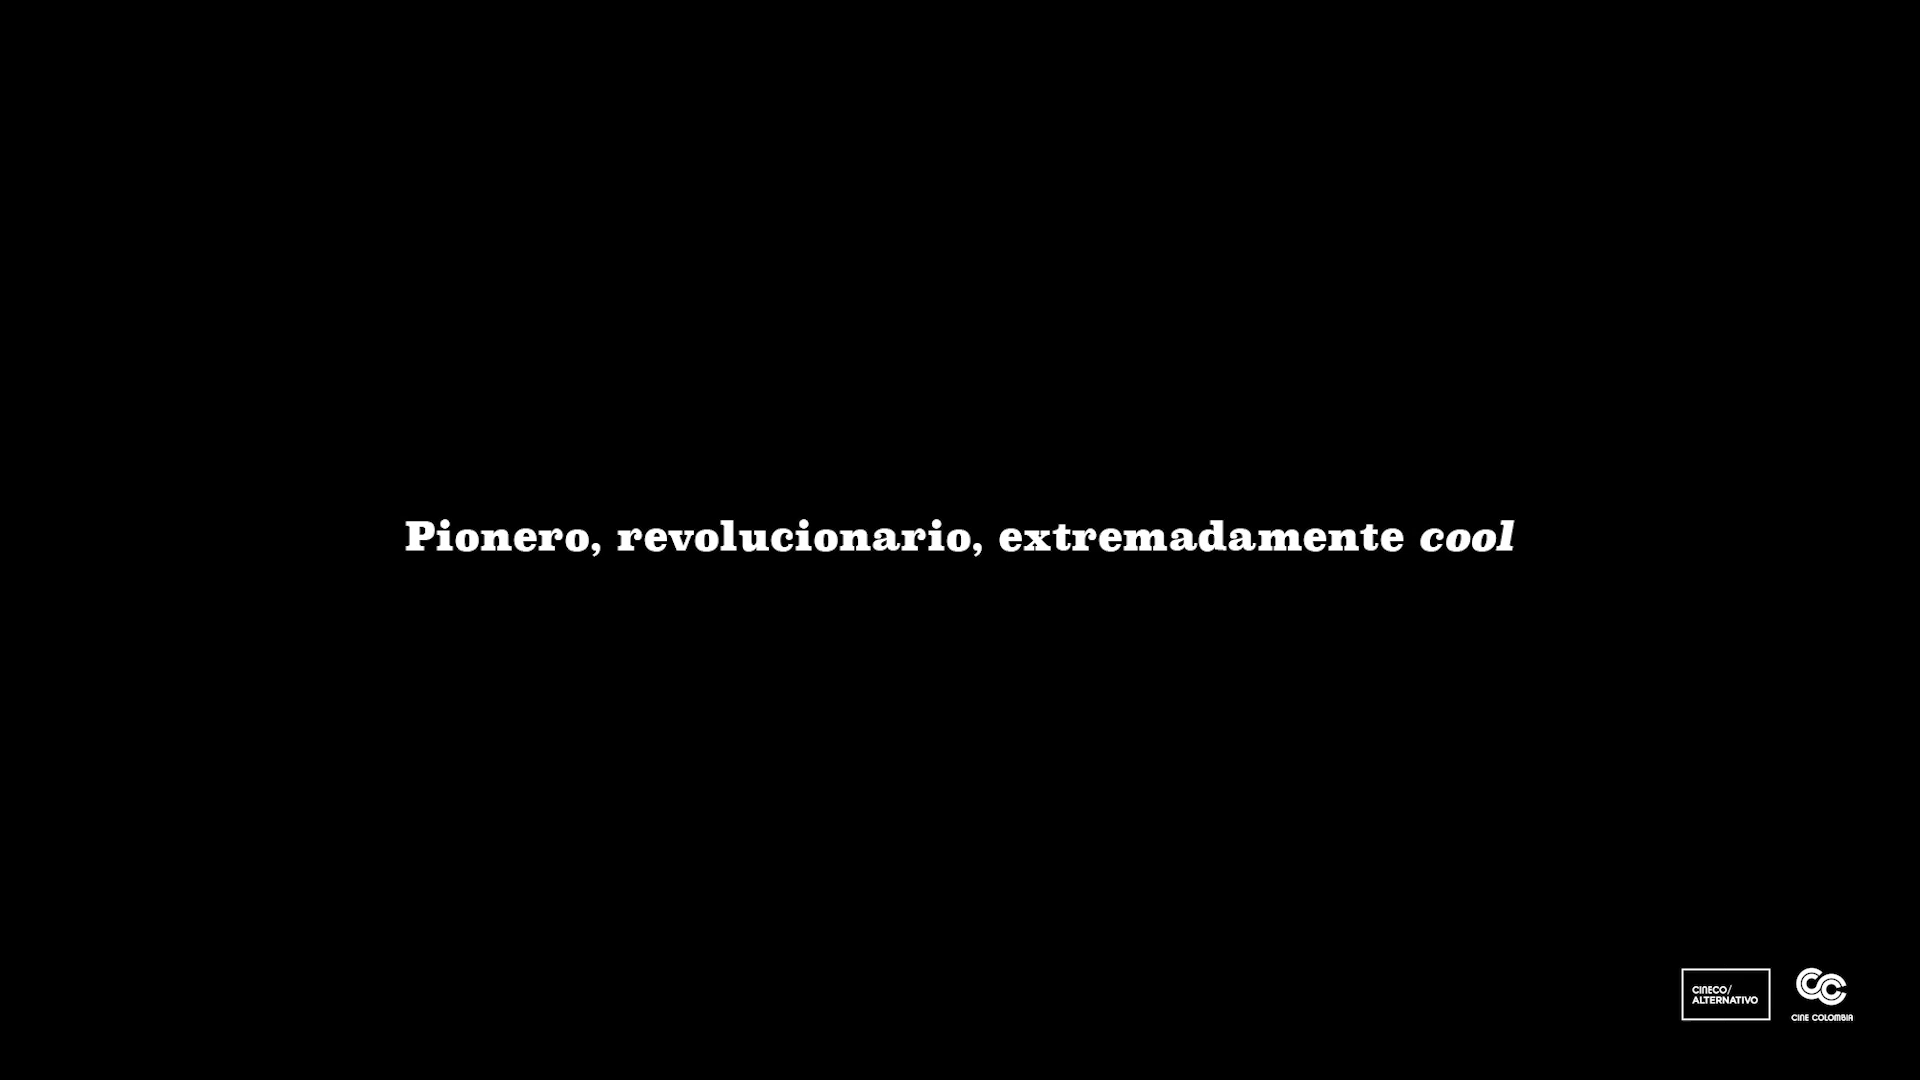 Pionero, revolucionario, extremadamente cool
CINECO/
ALTERNATIVO
CINE COLOMBIA